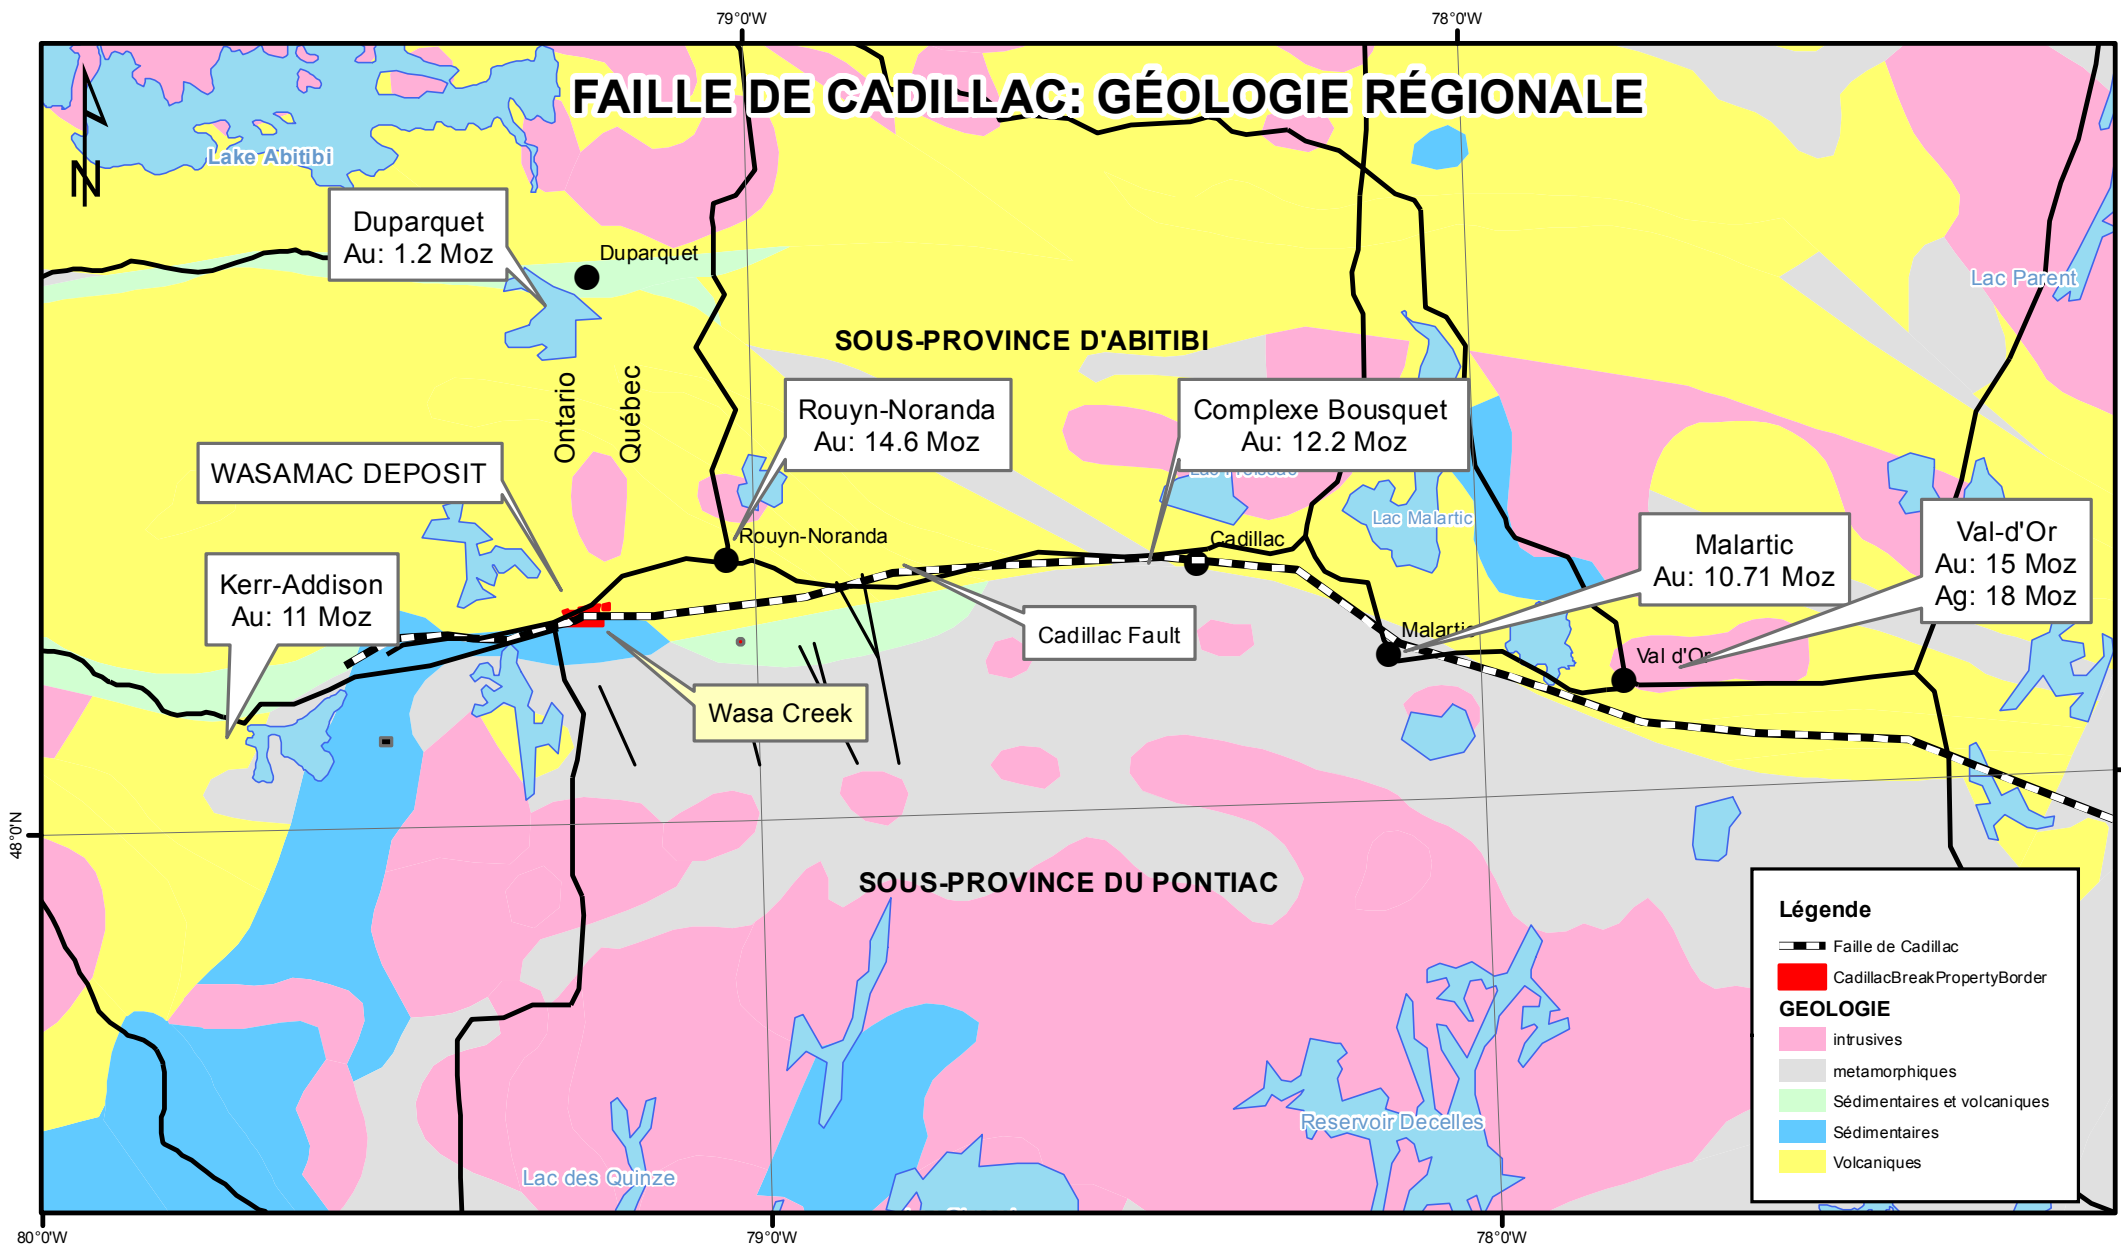 79°0'W
78°0'W
FAILLE DE CADILLAC: GÉOLOGIE RÉGIONALE
N
Lake Abitibi
Duparquet
Au: 1.2 Moz
Duparquet
Lac Parent
SOUS-PROVINCE D'ABITIBI
Ontario
Québec
Rouyn-Noranda
Au: 14.6 Moz
Complexe Bousquet
Au: 12.2 Moz
WASAMAC DEPOSIT
Lac Malartic
Rouyn-Noranda
Cadillac
Malartic
Au: 10.71 Moz
Val-d'Or
Au: 15 Moz
Ag: 18 Moz
Kerr-Addison
Au: 11 Moz
Cadillac Fault
Malartic
Val d'Or
Wasa Creek
48°0'N
SOUS-PROVINCE DU PONTIAC
Légende
Faille de Cadillac
CadillacBreakPropertyBorder
GEOLOGIE
intrusives
metamorphiques
Sédimentaires et volcaniques
Sédimentaires
Volcaniques
Reservoir Decelles
Lac des Quinze
80°0'W
79°0'W
78°0'W